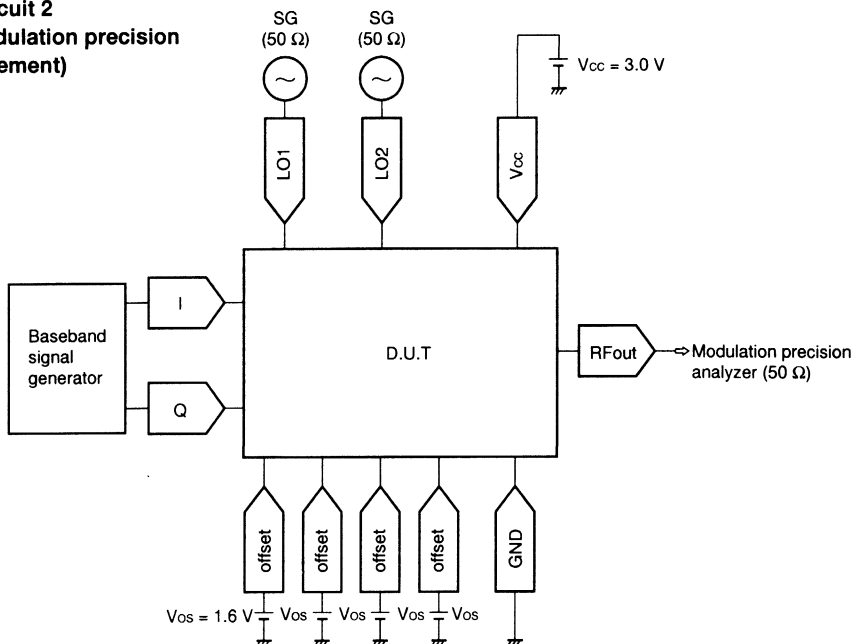 cuit 2
dulation precision
ement)
SG
(50 Ω)
SG
(50 Ω)
Vcc = 3.0 V
LO1
LO2
Vcc
Baseband
signal
generator
I
Q
D.U.T
RFout
Modulation precision
analyzer (50 Ω)
offset
offset
offset
offset
GND
Vos = 1.6 V
Vos
Vos
Vos
Vos